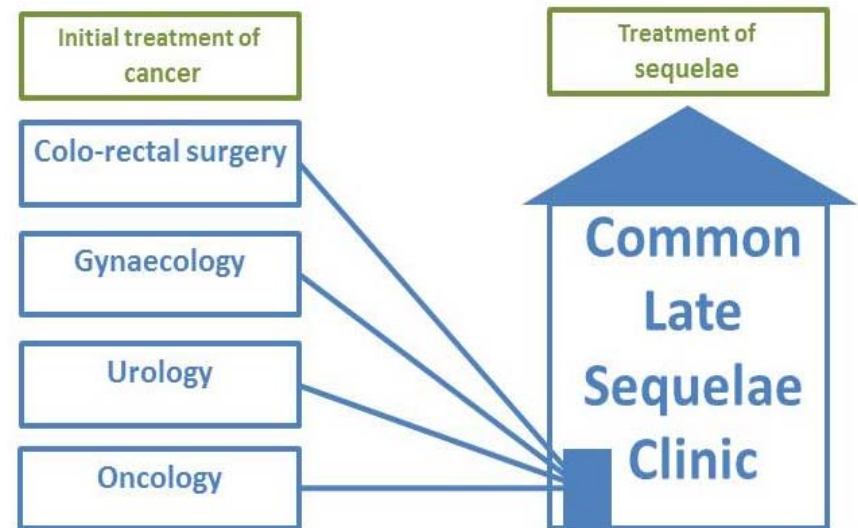 Initial treatment of
cancer
Colo-rectal surgery
Gynaecology
Urology
Oncology
Treatment of
sequelae
Common
Late
Sequelae
Clinic